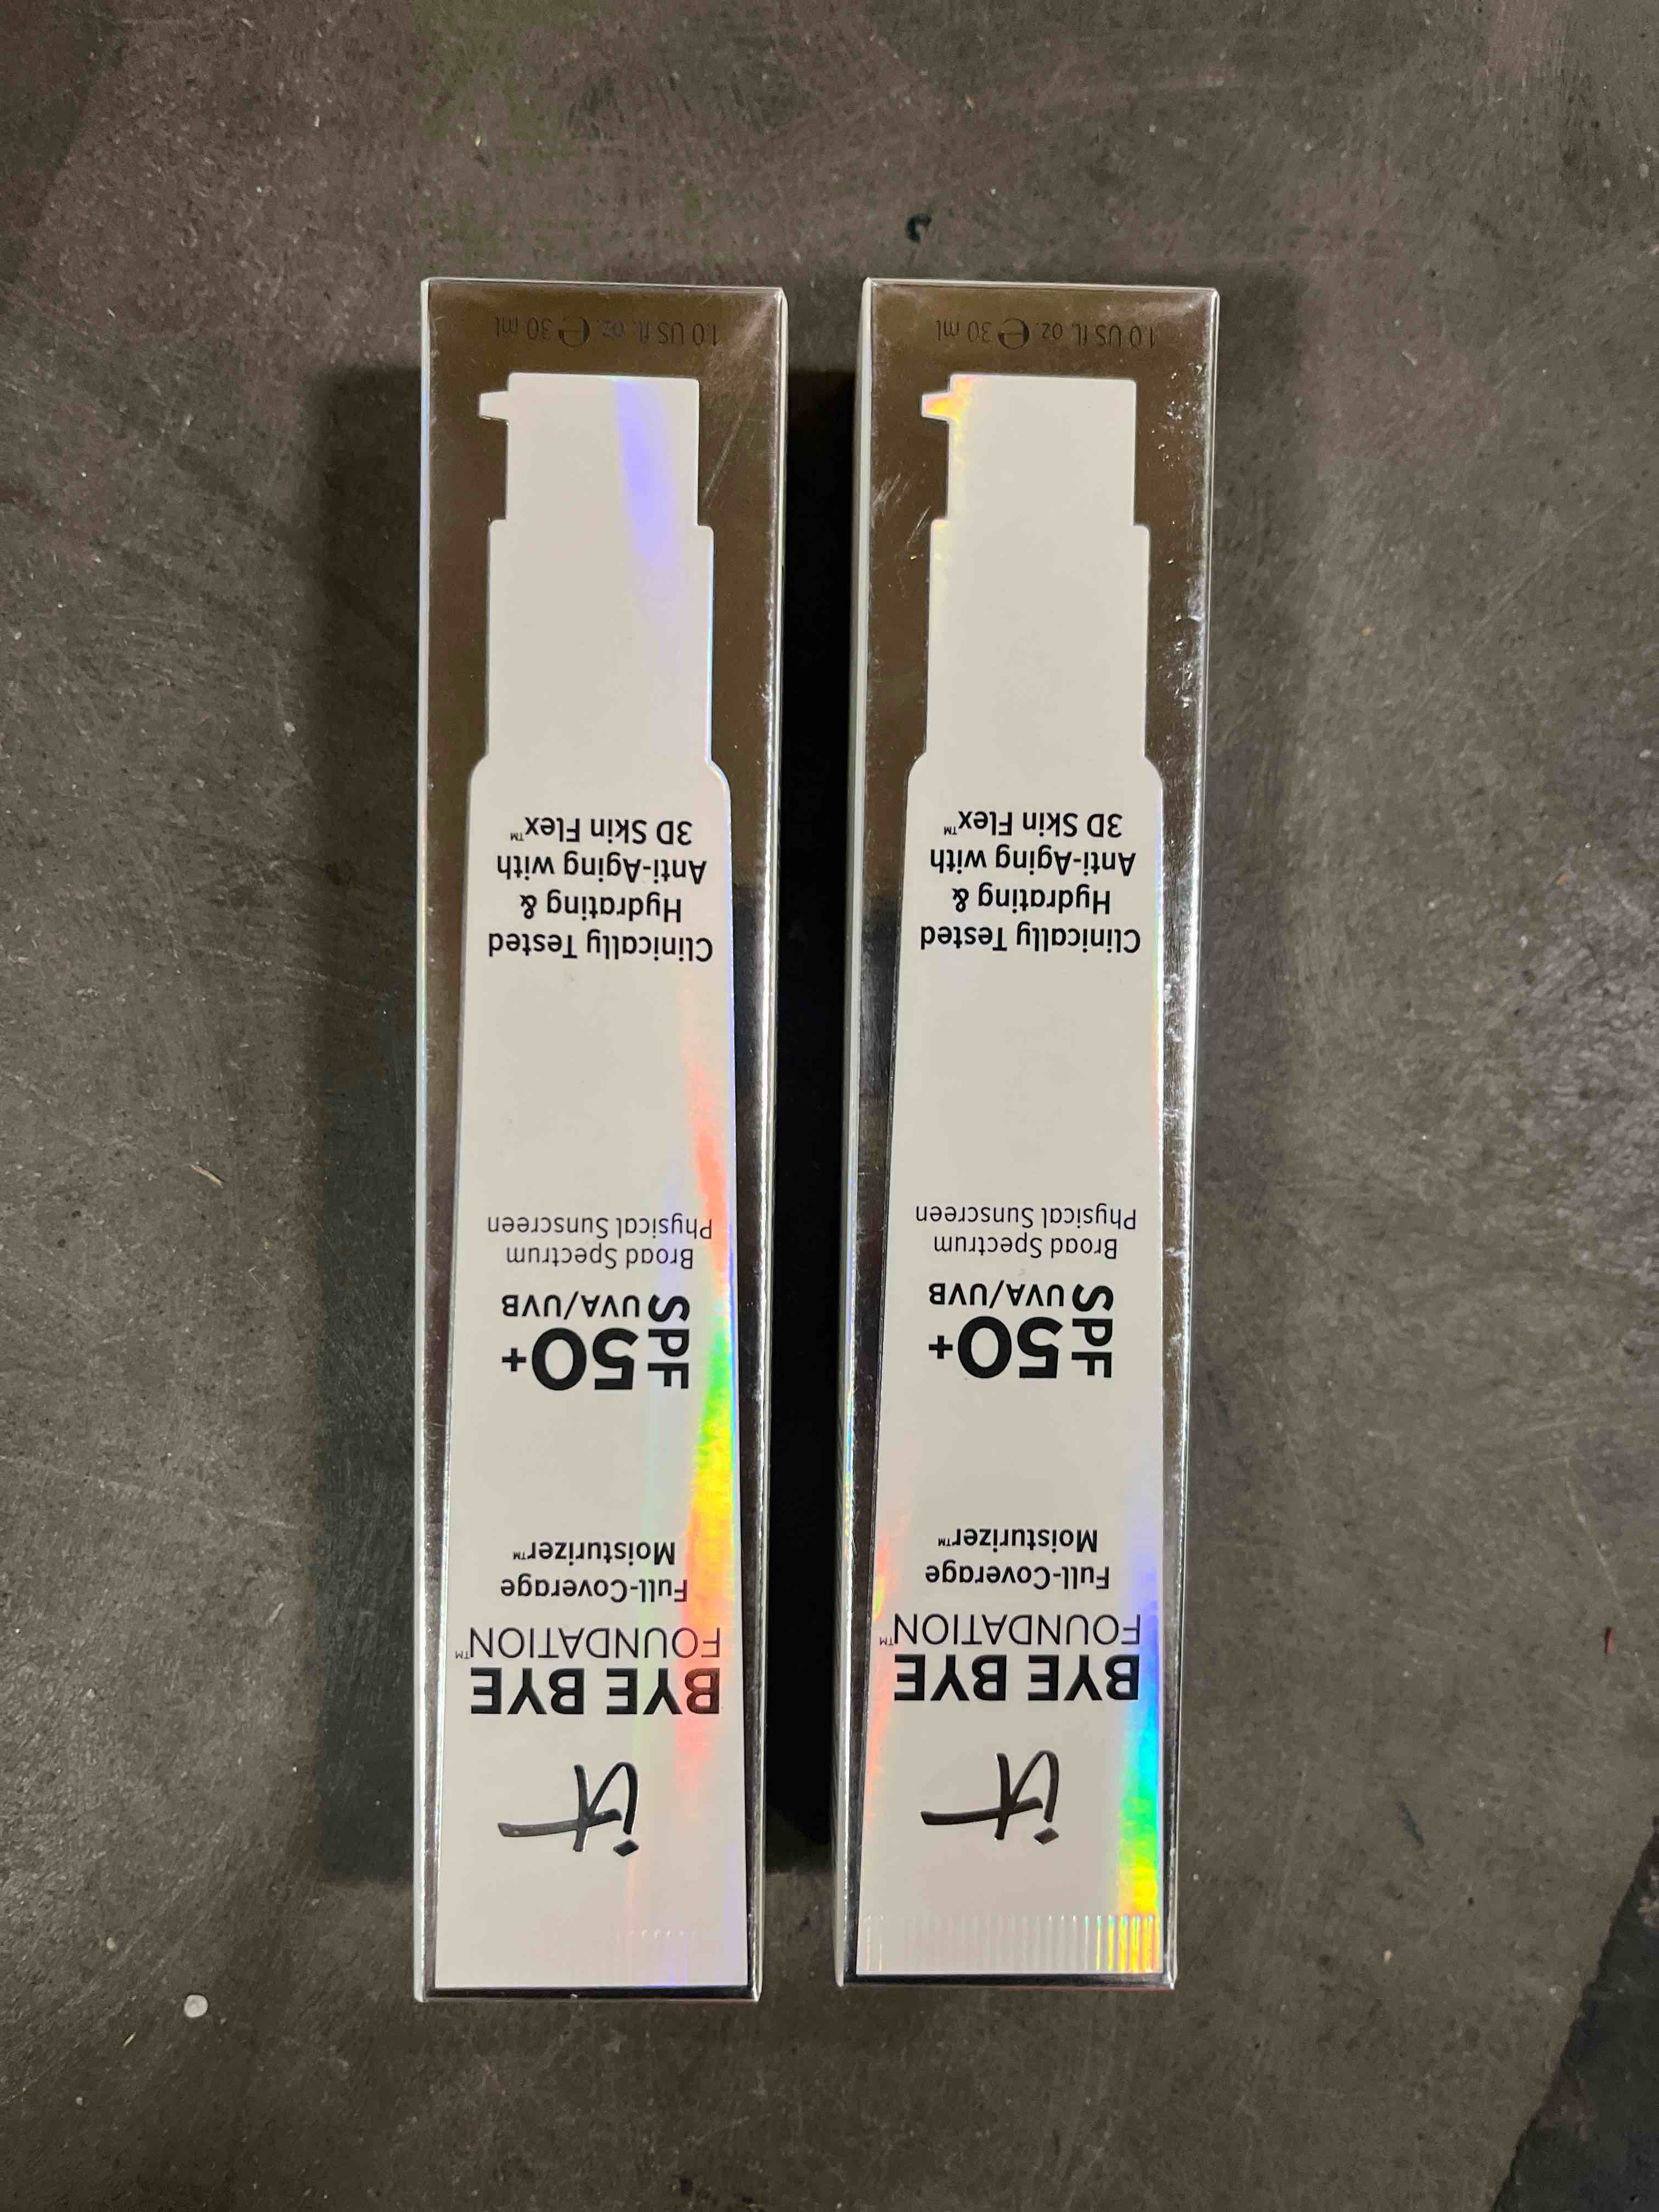 it
BYE BYE
FOUNDATION™
Full-Coverage
Moisturizer™
SPF 50+
UVA/UVB
Broad Spectrum
Physical Sunscreen
Clinically Tested
Hydrating &
Anti-Aging with
3D Skin Flex™
1.0 US fl. oz. ℮ 30 ml
it
BYE BYE
FOUNDATION™
Full-Coverage
Moisturizer™
SPF 50+
UVA/UVB
Broad Spectrum
Physical Sunscreen
Clinically Tested
Hydrating &
Anti-Aging with
3D Skin Flex™
1.0 US fl. oz. ℮ 30 ml